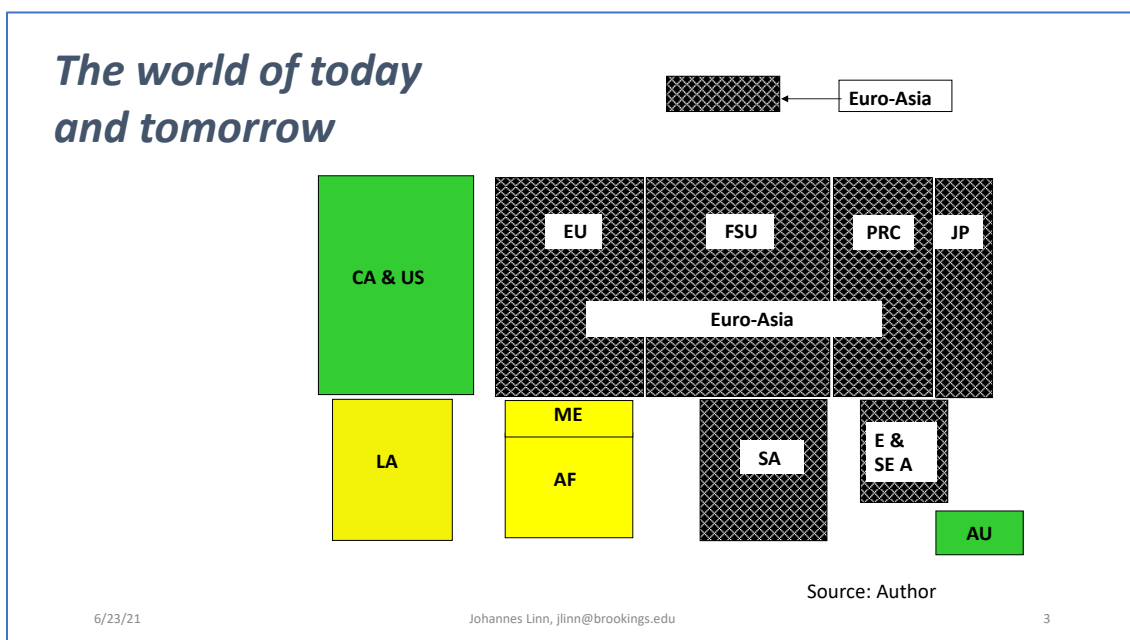 The world of today
and tomorrow
Euro-Asia
EU
FSU
PRC
JP
CA & US
Euro-Asia
ME
LA
AF
SA
E &
SE A
AU
Source: Author
6/23/21
Johannes Linn, jlinn@brookings.edu
3